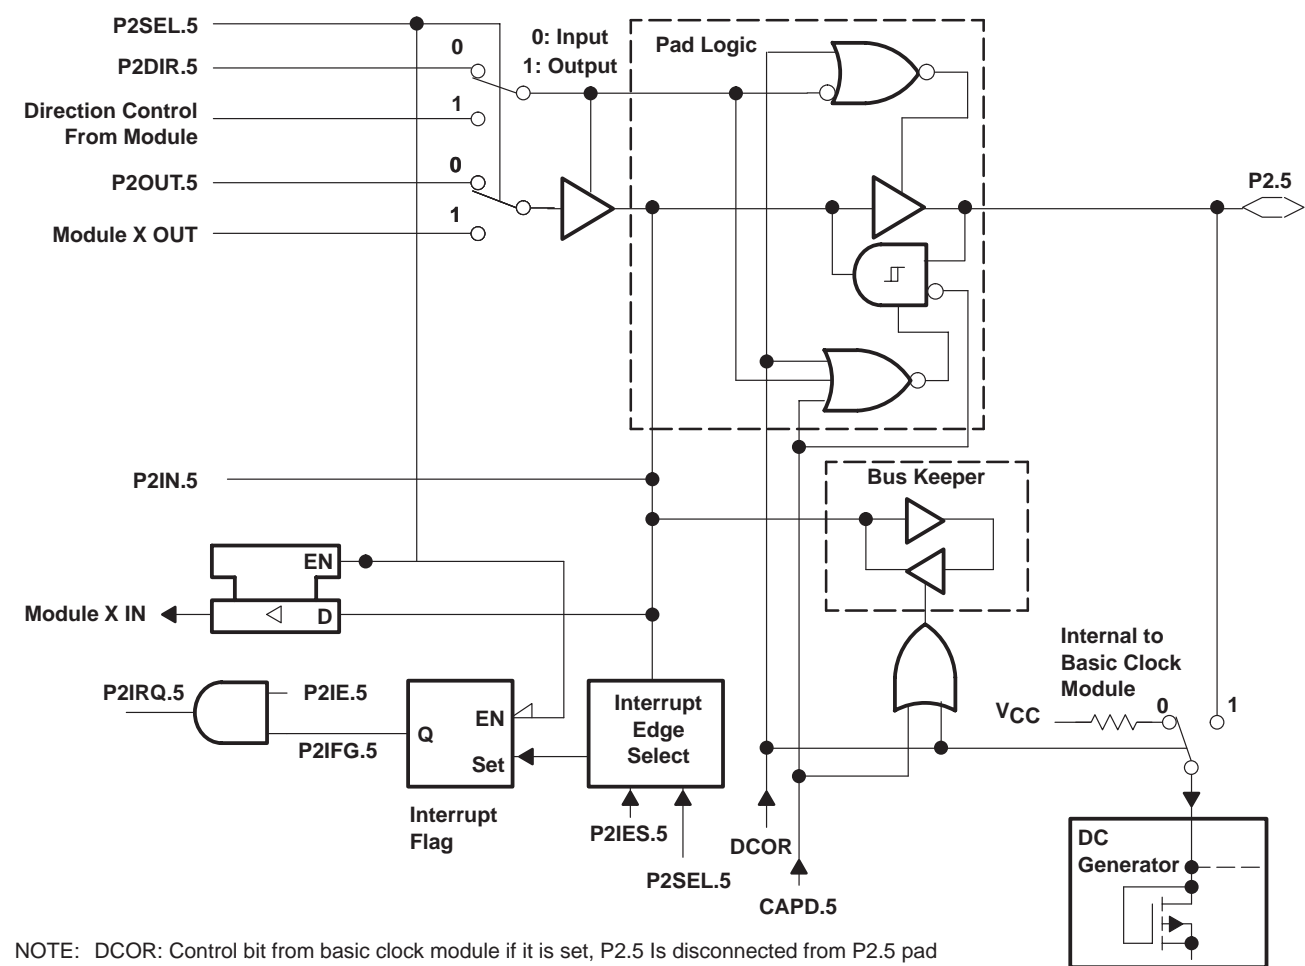 P2SEL.5
0
0: Input
Pad Logic
P2DIR.5
1: Output
Direction Control
From Module
1
0
P2OUT.5
P2.5
1
Module X OUT
P2IN.5
Bus Keeper
EN
Module X IN
D
Internal to
Basic Clock
Module
P2IRQ.5
P2IE.5
Interrupt
Edge
Select
EN
VCC
0
1
Q
P2IFG.5
Set
Interrupt
Flag
P2IES.5
DCOR
DC
Generator
P2SEL.5
CAPD.5
NOTE: DCOR: Control bit from basic clock module if it is set, P2.5 Is disconnected from P2.5 pad